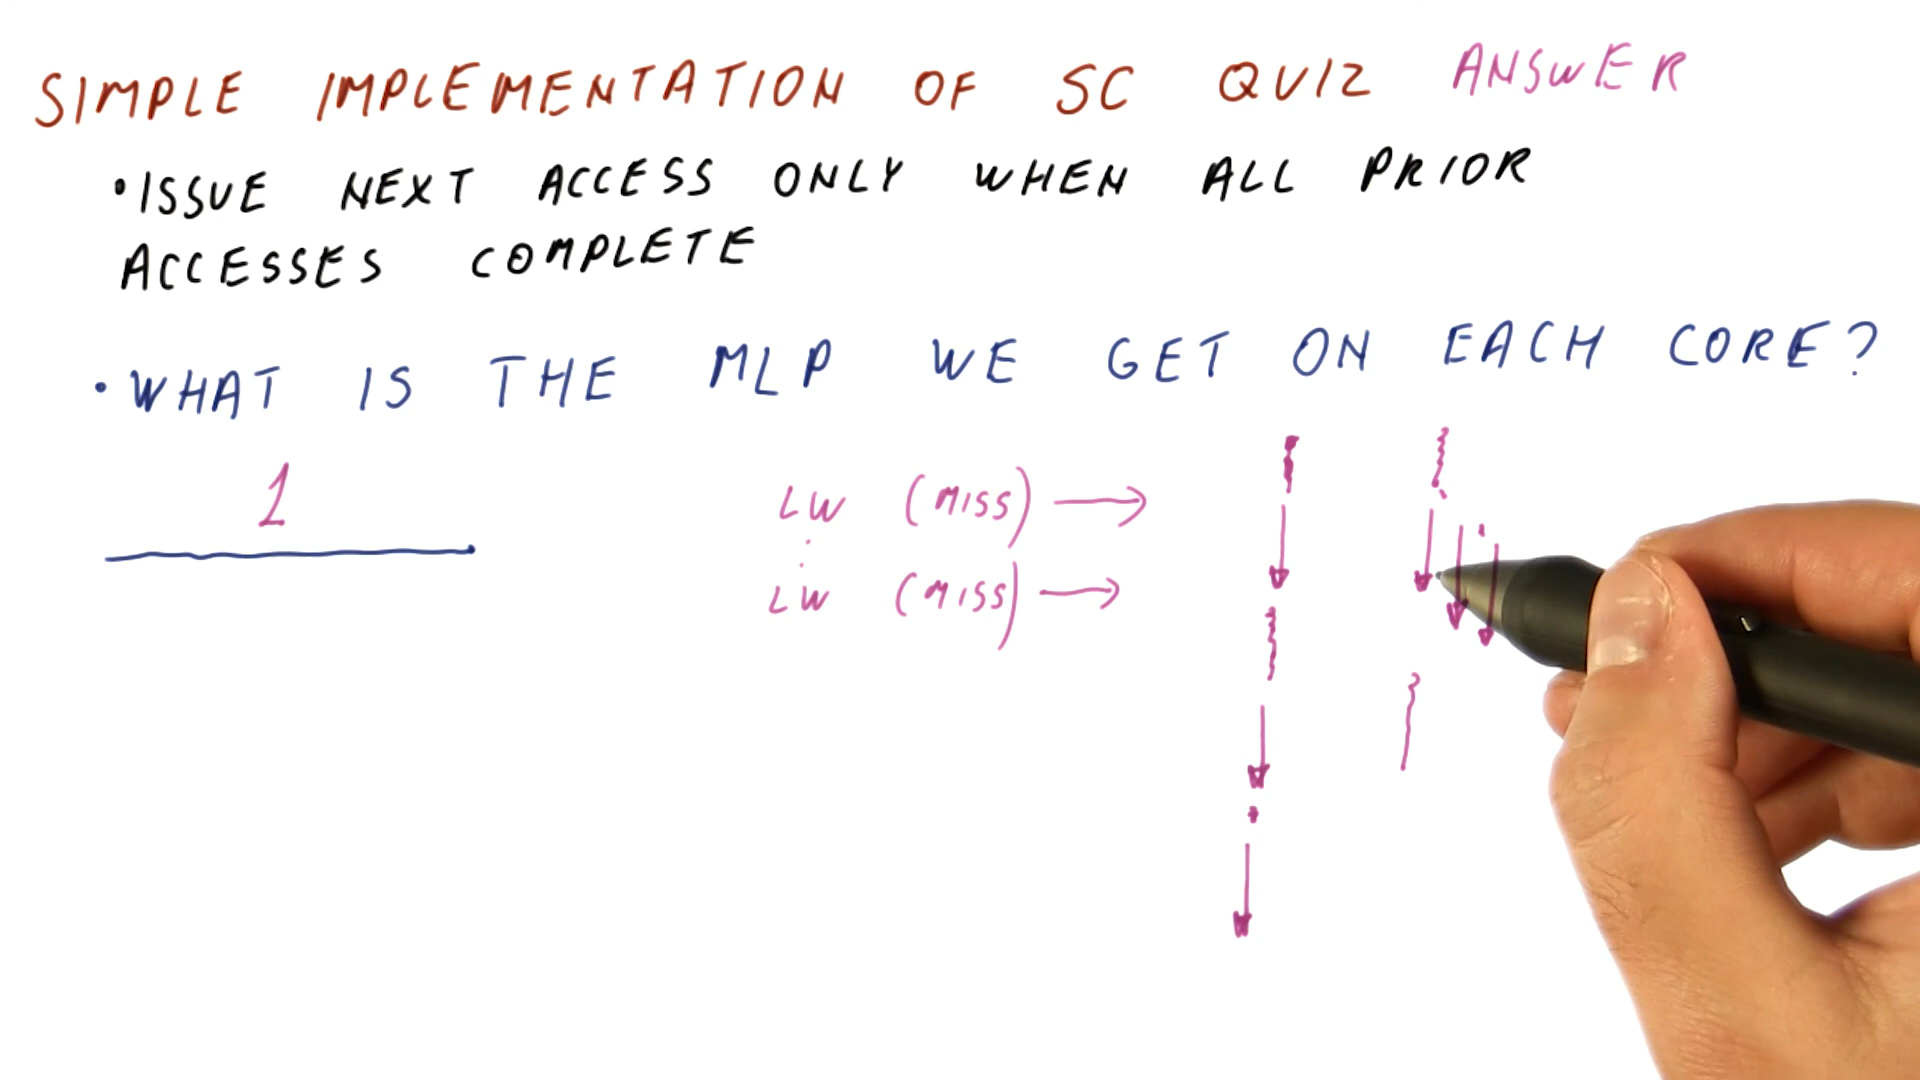 SIMPLE IMPLEMENTATION OF SC QUIZ ANSWER
• ISSUE NEXT ACCESS ONLY WHEN ALL PRIOR
ACCESSES COMPLETE
• WHAT IS THE MLP WE GET ON EACH CORE?
1
LW (MISS) →
LW (MISS) →